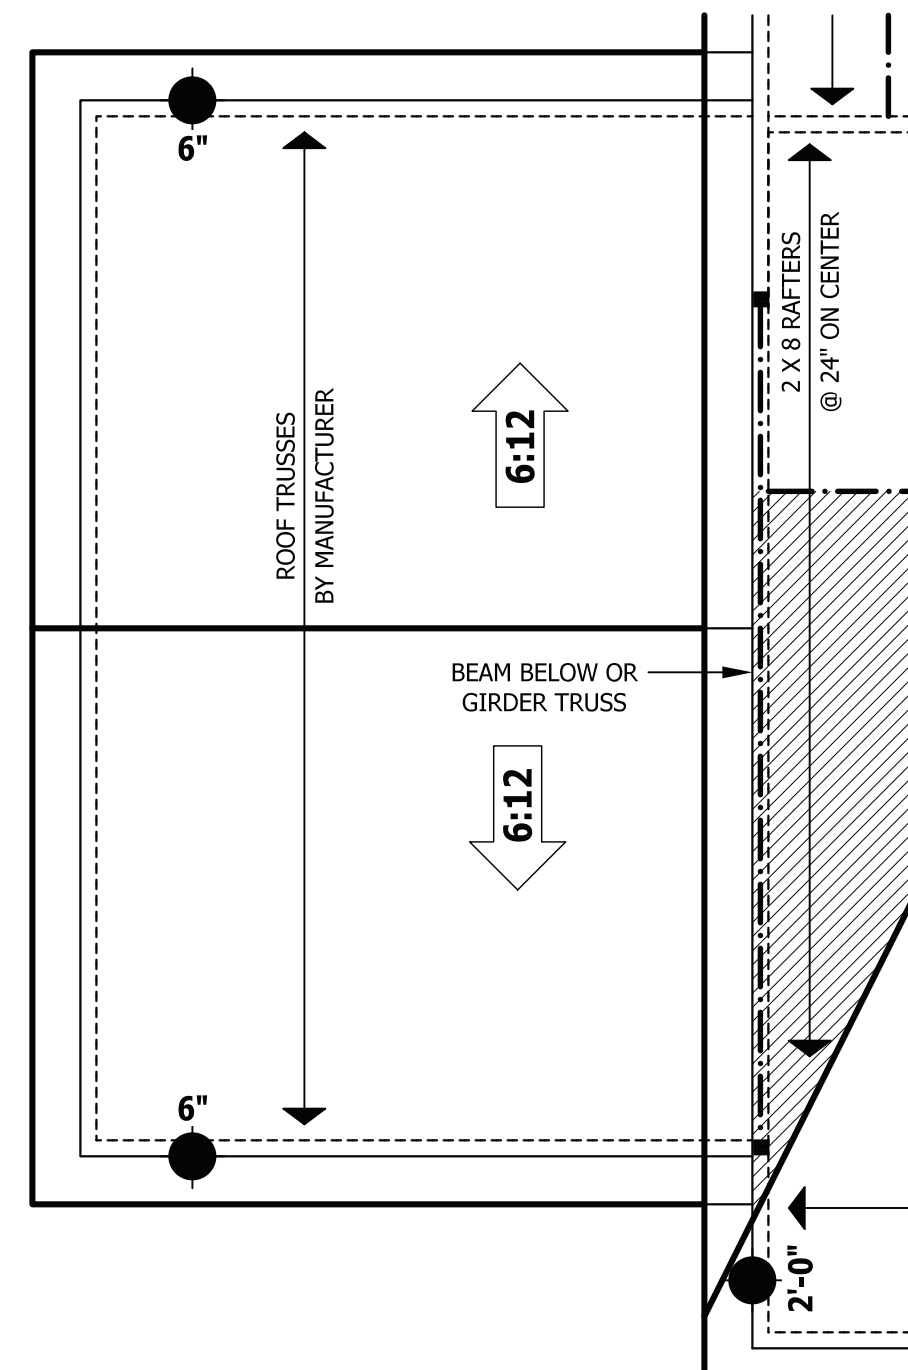 6"
2 X 8 RAFTERS
@ 24" ON CENTER
ROOF TRUSSES
BY MANUFACTURER
6:12
BEAM BELOW OR
GIRDER TRUSS
6:12
6"
2'-0"